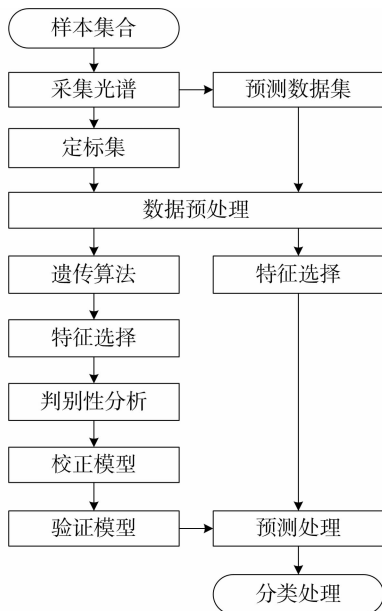 样本集合
采集光谱
预测数据集
定标集
数据预处理
遗传算法
特征选择
特征选择
判别性分析
校正模型
验证模型
预测处理
分类处理